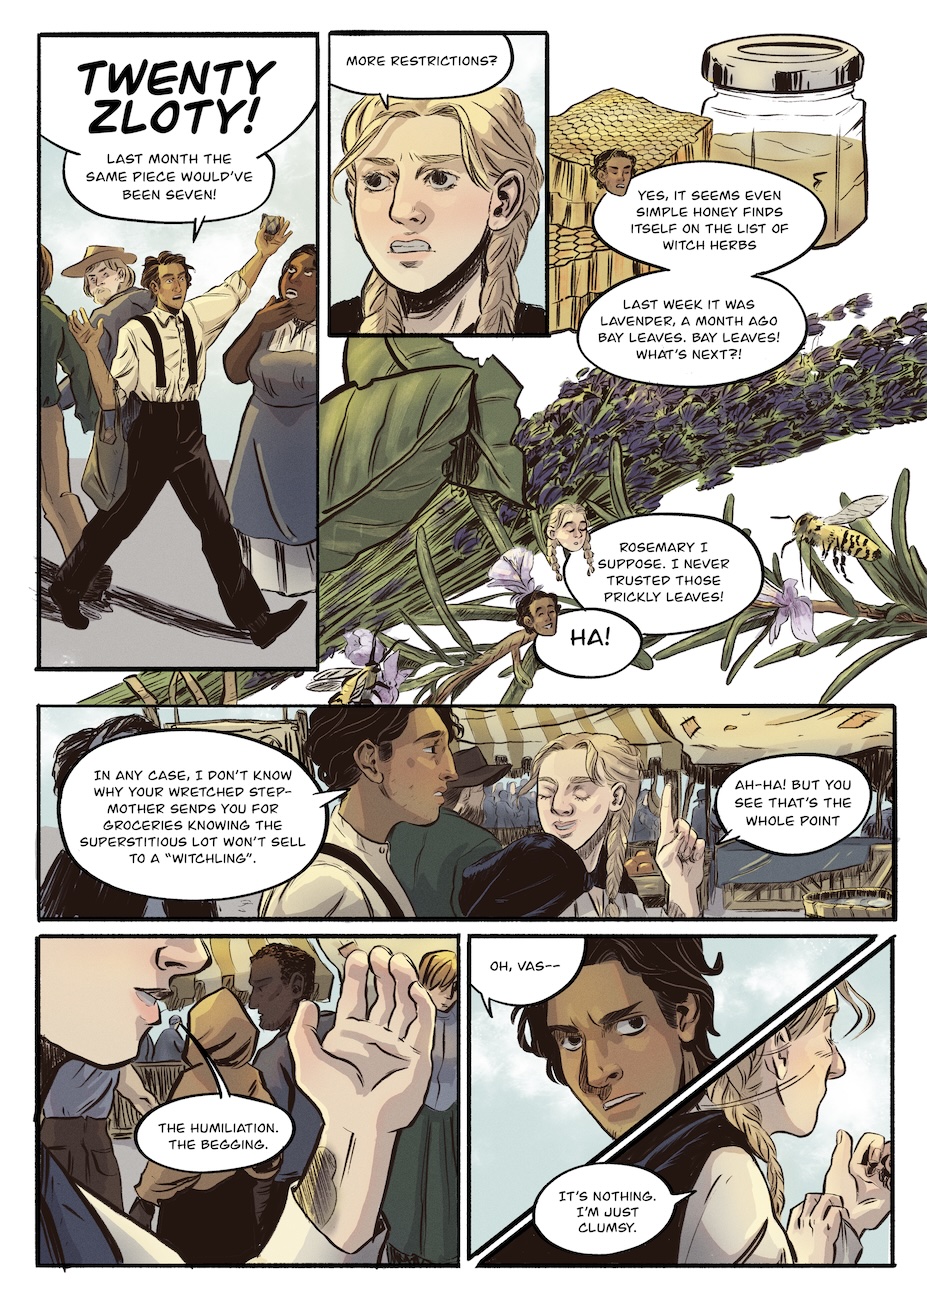 TWENTY
ZLOTY!
LAST MONTH THE
SAME PIECE WOULD'VE
BEEN SEVEN!
MORE RESTRICTIONS?
YES, IT SEEMS EVEN
SIMPLE HONEY FINDS
ITSELF ON THE LIST OF
WITCH HERBS
LAST WEEK IT WAS
LAVENDER, A MONTH AGO
BAY LEAVES. BAY LEAVES!
WHAT'S NEXT?!
ROSEMARY I
SUPPOSE. I NEVER
TRUSTED THOSE
PRICKLY LEAVES!
HA!
IN ANY CASE, I DON'T KNOW
WHY YOUR WRETCHED STEP-
MOTHER SENDS YOU FOR
GROCERIES KNOWING THE
SUPERSTITIOUS LOT WON'T SELL
TO A "WITCHLING".
AH-HA! BUT YOU
SEE THAT'S THE
WHOLE POINT
THE HUMILIATION.
THE BEGGING.
OH, VAS--
IT'S NOTHING.
I'M JUST
CLUMSY.